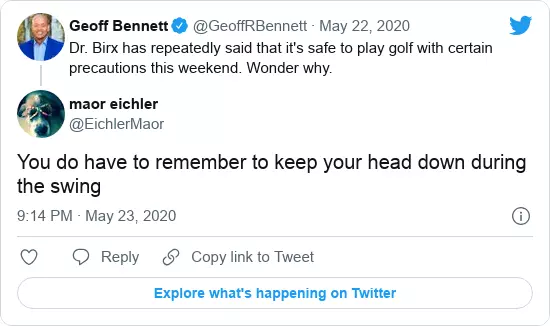 Geoff Bennett @GeoffRBennett · May 22, 2020
Dr. Birx has repeatedly said that it's safe to play golf with certain
precautions this weekend. Wonder why.
maor eichler
@EichlerMaor
You do have to remember to keep your head down during
the swing
9:14 PM · May 23, 2020
Reply
Copy link to Tweet
Explore what's happening on Twitter